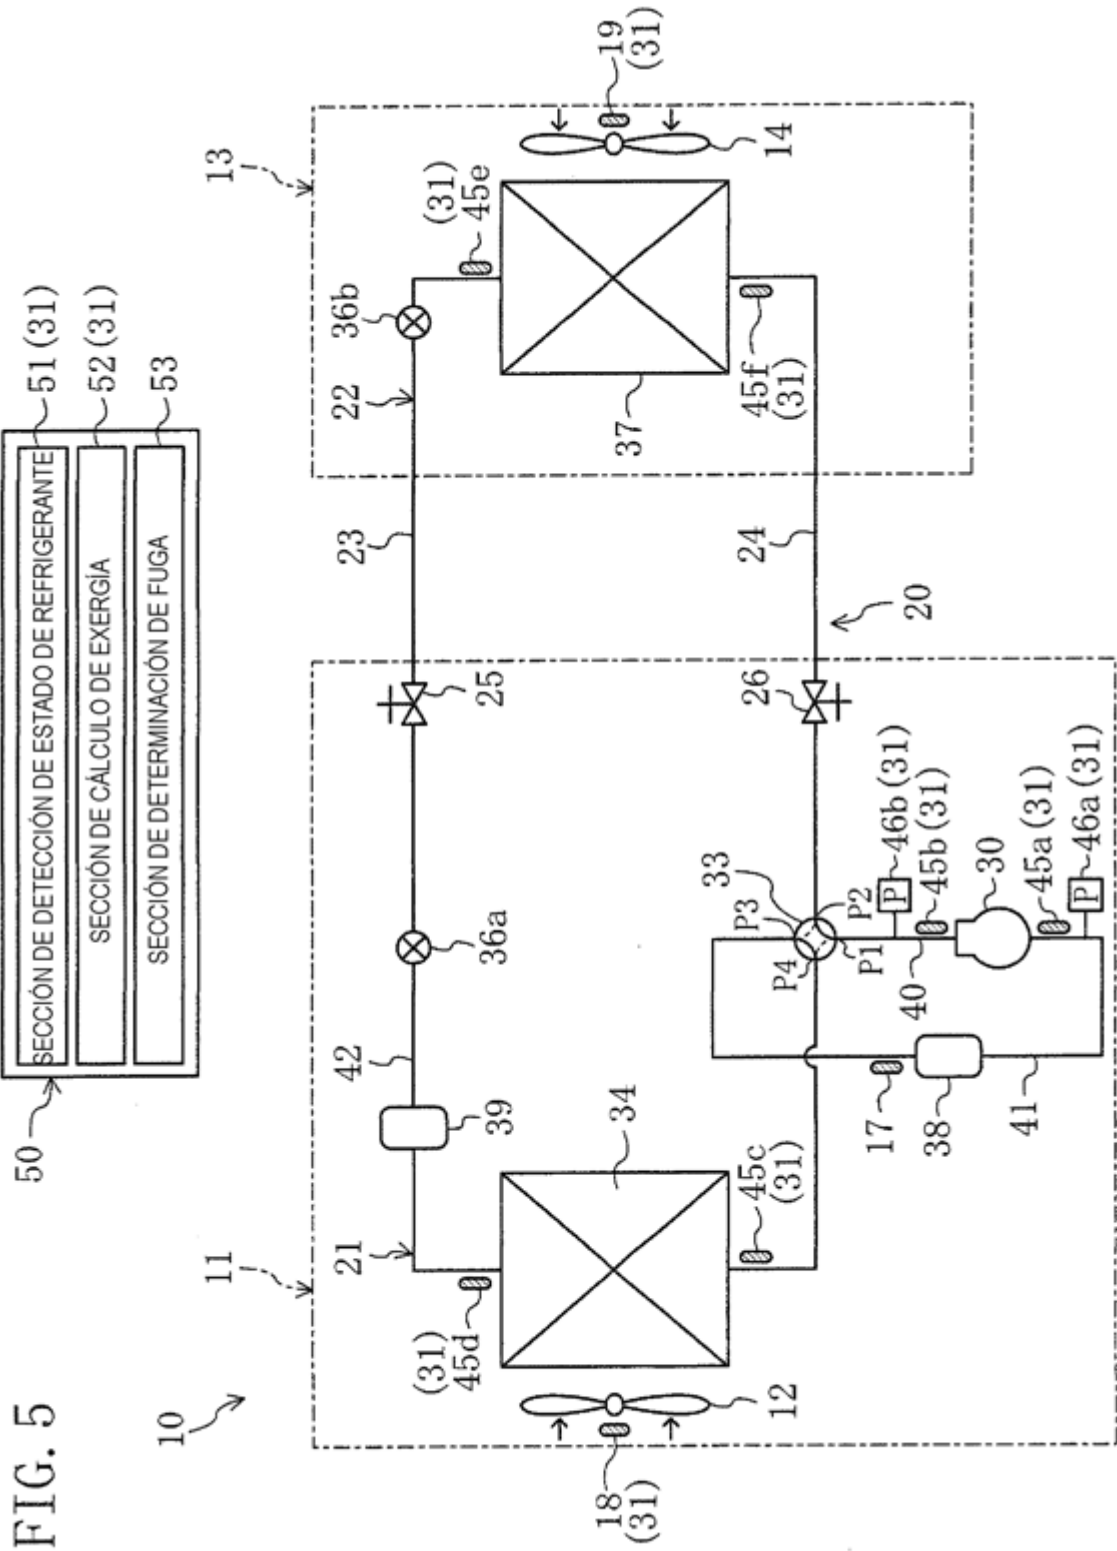 FIG. 5
50
SECCIÓN DE DETECCIÓN DE ESTADO DE REFRIGERANTE
51 (31)
SECCIÓN DE CÁLCULO DE EXERGÍA
52 (31)
SECCIÓN DE DETERMINACIÓN DE FUGA
53
10
11
13
21
42
39
36a
25
23
22
36b
(31)
45e
(31)
45d
18
(31)
12
34
37
14
19
(31)
45c
(31)
45f
(31)
33
P3
P4
P2
P1
26
24
20
17
38
41
40
P
46b (31)
45b (31)
30
45a (31)
P
46a (31)